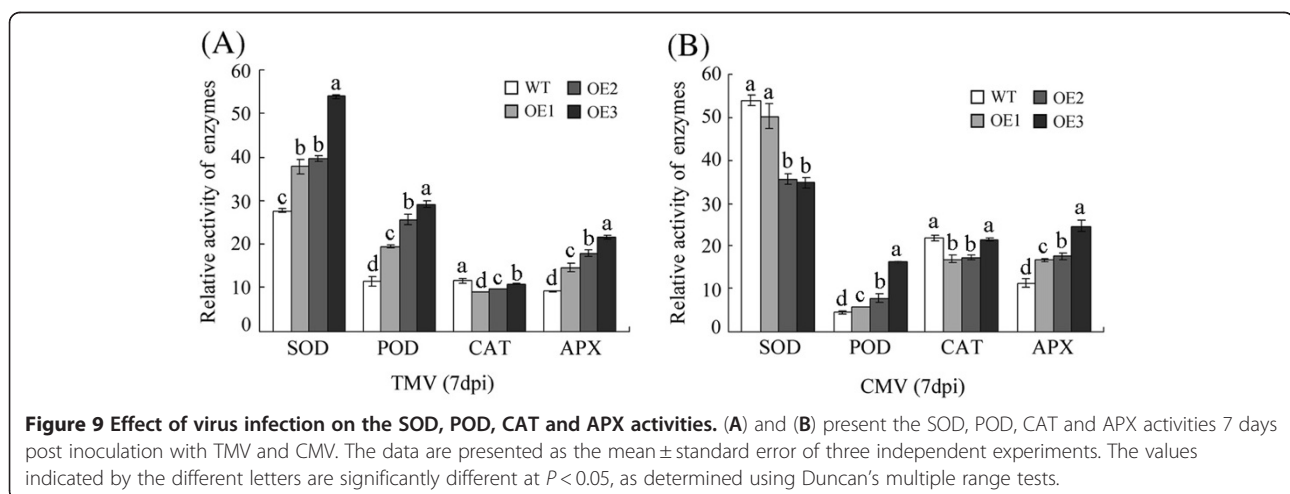 (A)
Relative activity of enzymes
60
50
40
30
20
10
0
WT OE2
OE1 OE3
c b b a
d c b a
a d c b
d c b a
SOD POD CAT APX
TMV (7dpi)
(B)
Relative activity of enzymes
60
50
40
30
20
10
0
WT OE2
OE1 OE3
a a b b
d c b a
a b b a
d c b a
SOD POD CAT APX
CMV (7dpi)
Figure 9 Effect of virus infection on the SOD, POD, CAT and APX activities. (A) and (B) present the SOD, POD, CAT and APX activities 7 days
post inoculation with TMV and CMV. The data are presented as the mean ± standard error of three independent experiments. The values
indicated by the different letters are significantly different at P < 0.05, as determined using Duncan's multiple range tests.